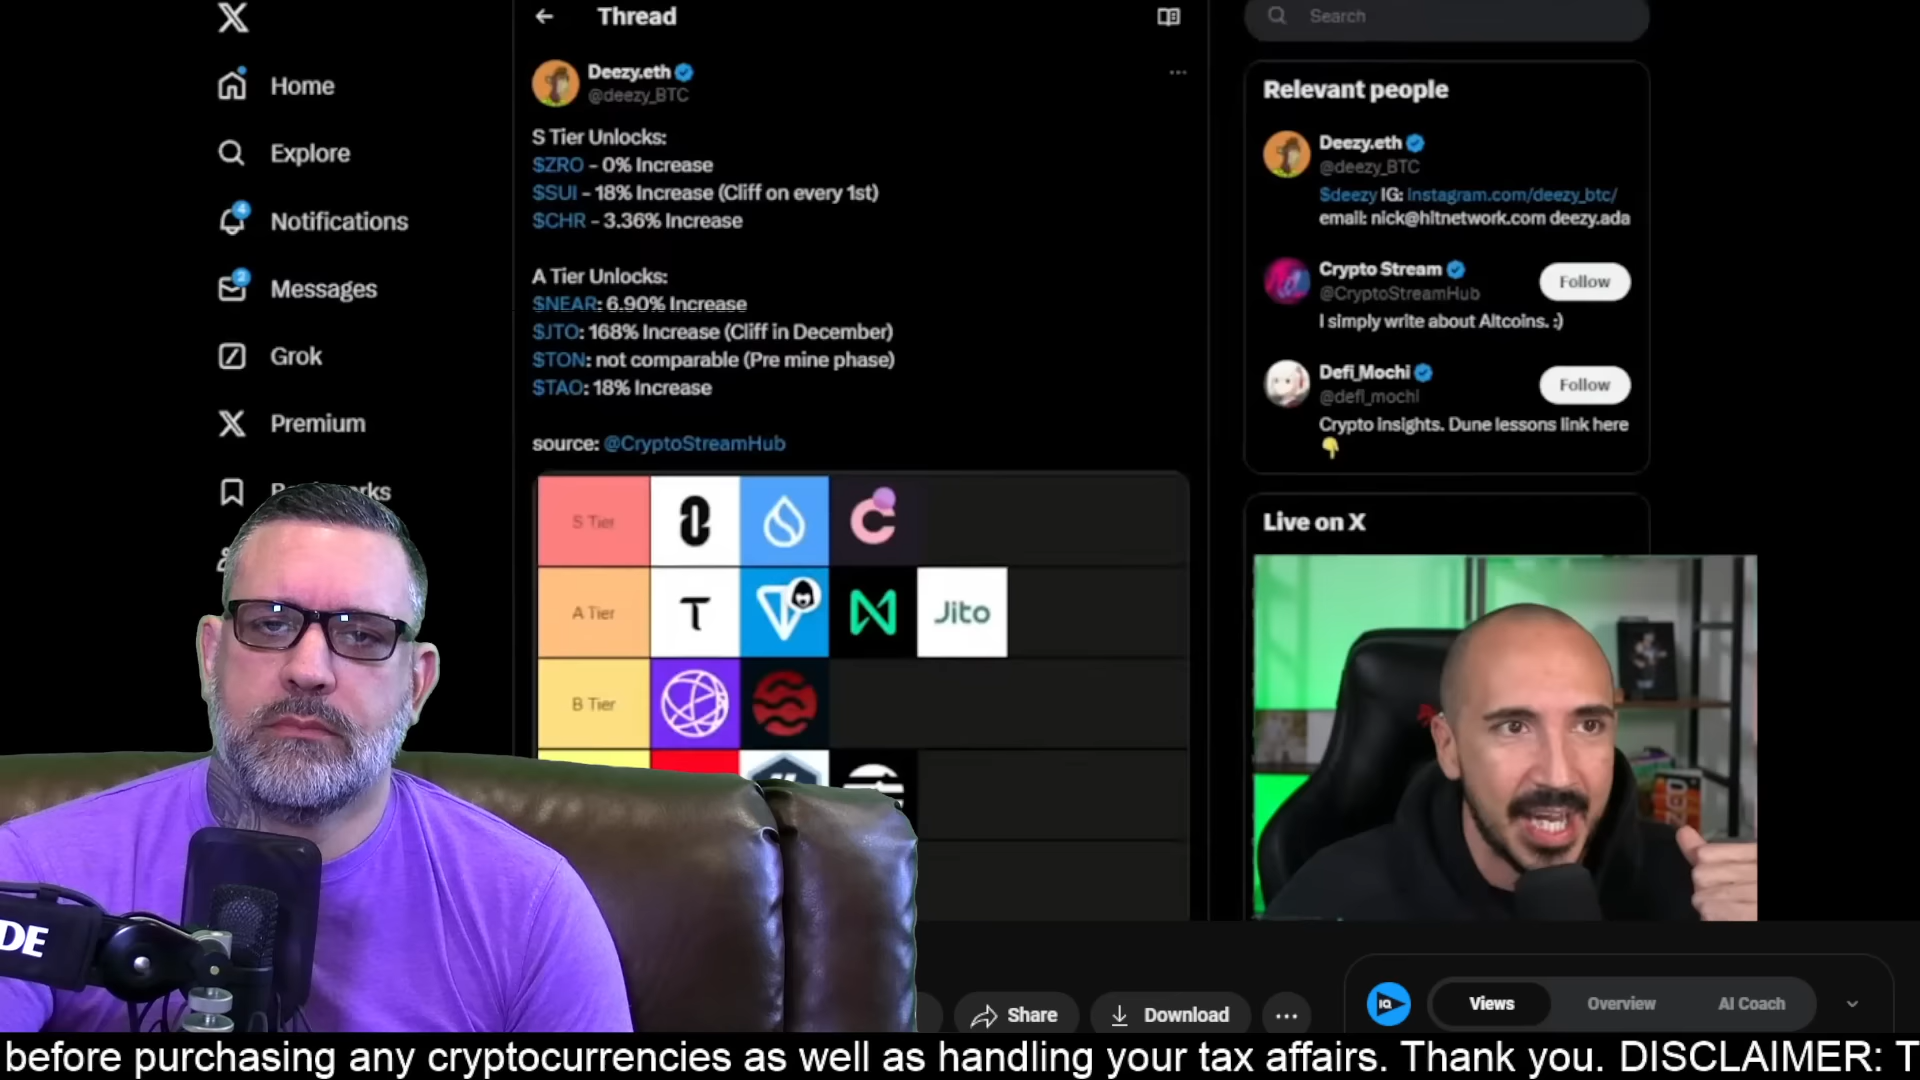 Thread
Search
Home
Explore
Notifications
4
Messages
2
Grok
Premium
Deezy.eth
@deezy_BTC
S Tier Unlocks:
$ZRO - 0% Increase
$SUI - 18% Increase (Cliff on every 1st)
$CHR - 3.36% Increase
A Tier Unlocks:
$NEAR: 6.90% Increase
$JTO: 168% Increase (Cliff in December)
$TON: not comparable (Pre mine phase)
$TAO: 18% Increase
source: @CryptoStreamHub
S Tier
A Tier
Jito
B Tier
Relevant people
Deezy.eth
@deezy_BTC
$deezy IG: instagram.com/deezy_btc/
email: nick@hitnetwork.com deezy.ada
Crypto Stream
@CryptoStreamHub
Follow
I simply write about Altcoins. :)
Defi_Mochi
@defi_mochi
Follow
Crypto insights. Dune lessons link here
Live on X
DE
Share
Download
IQ
Views
Overview
AI Coach
before purchasing any cryptocurrencies as well as handling your tax affairs. Thank you. DISCLAIMER: T